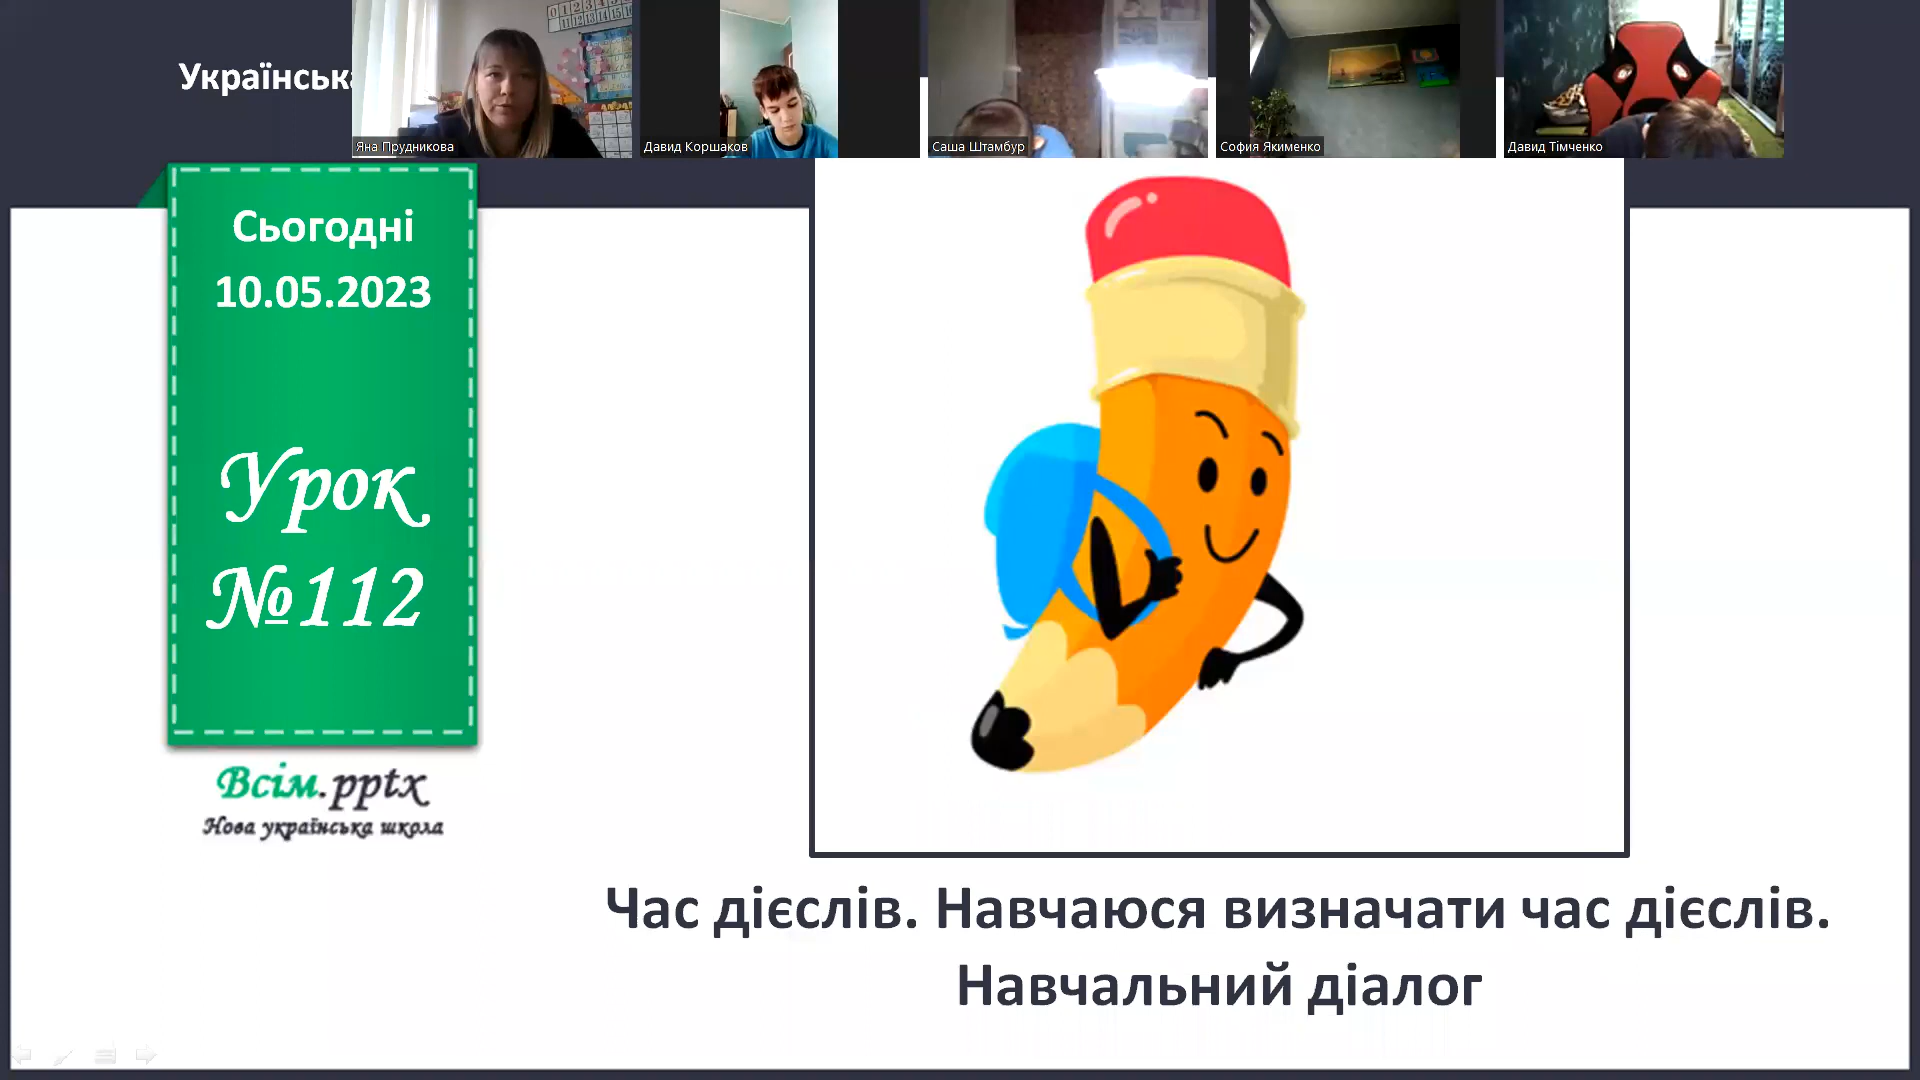 Українська
Яна Прудникова
Давид Коршаков
Саша Штамбур
София Якименко
Давид Тімченко
Сьогодні
10.05.2023
Урок
№112
Всім.pptx
Нова українська школа
Час дієслів. Навчаюся визначати час дієслів.
Навчальний діалог